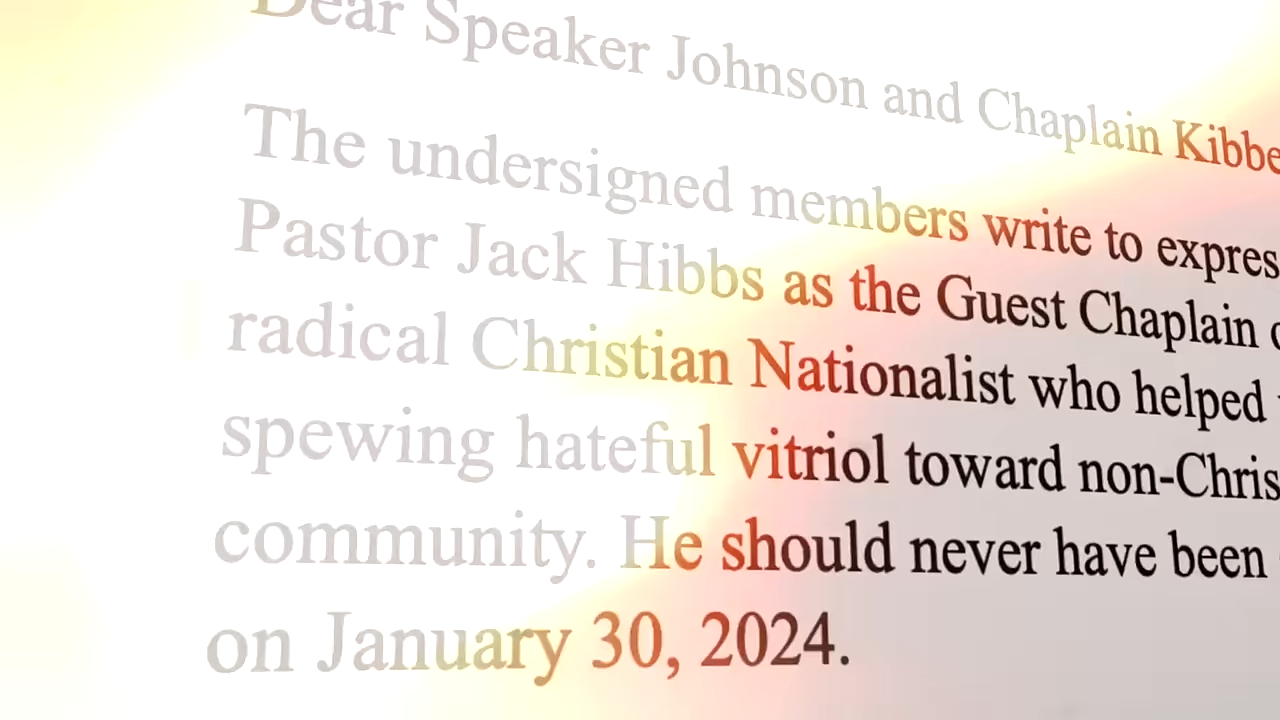 Dear Speaker Johnson and Chaplain Kibbe
The undersigned members write to expres
Pastor Jack Hibbs as the Guest Chaplain
radical Christian Nationalist who helped
spewing hateful vitriol toward non-Chris
community. He should never have been
on January 30, 2024.